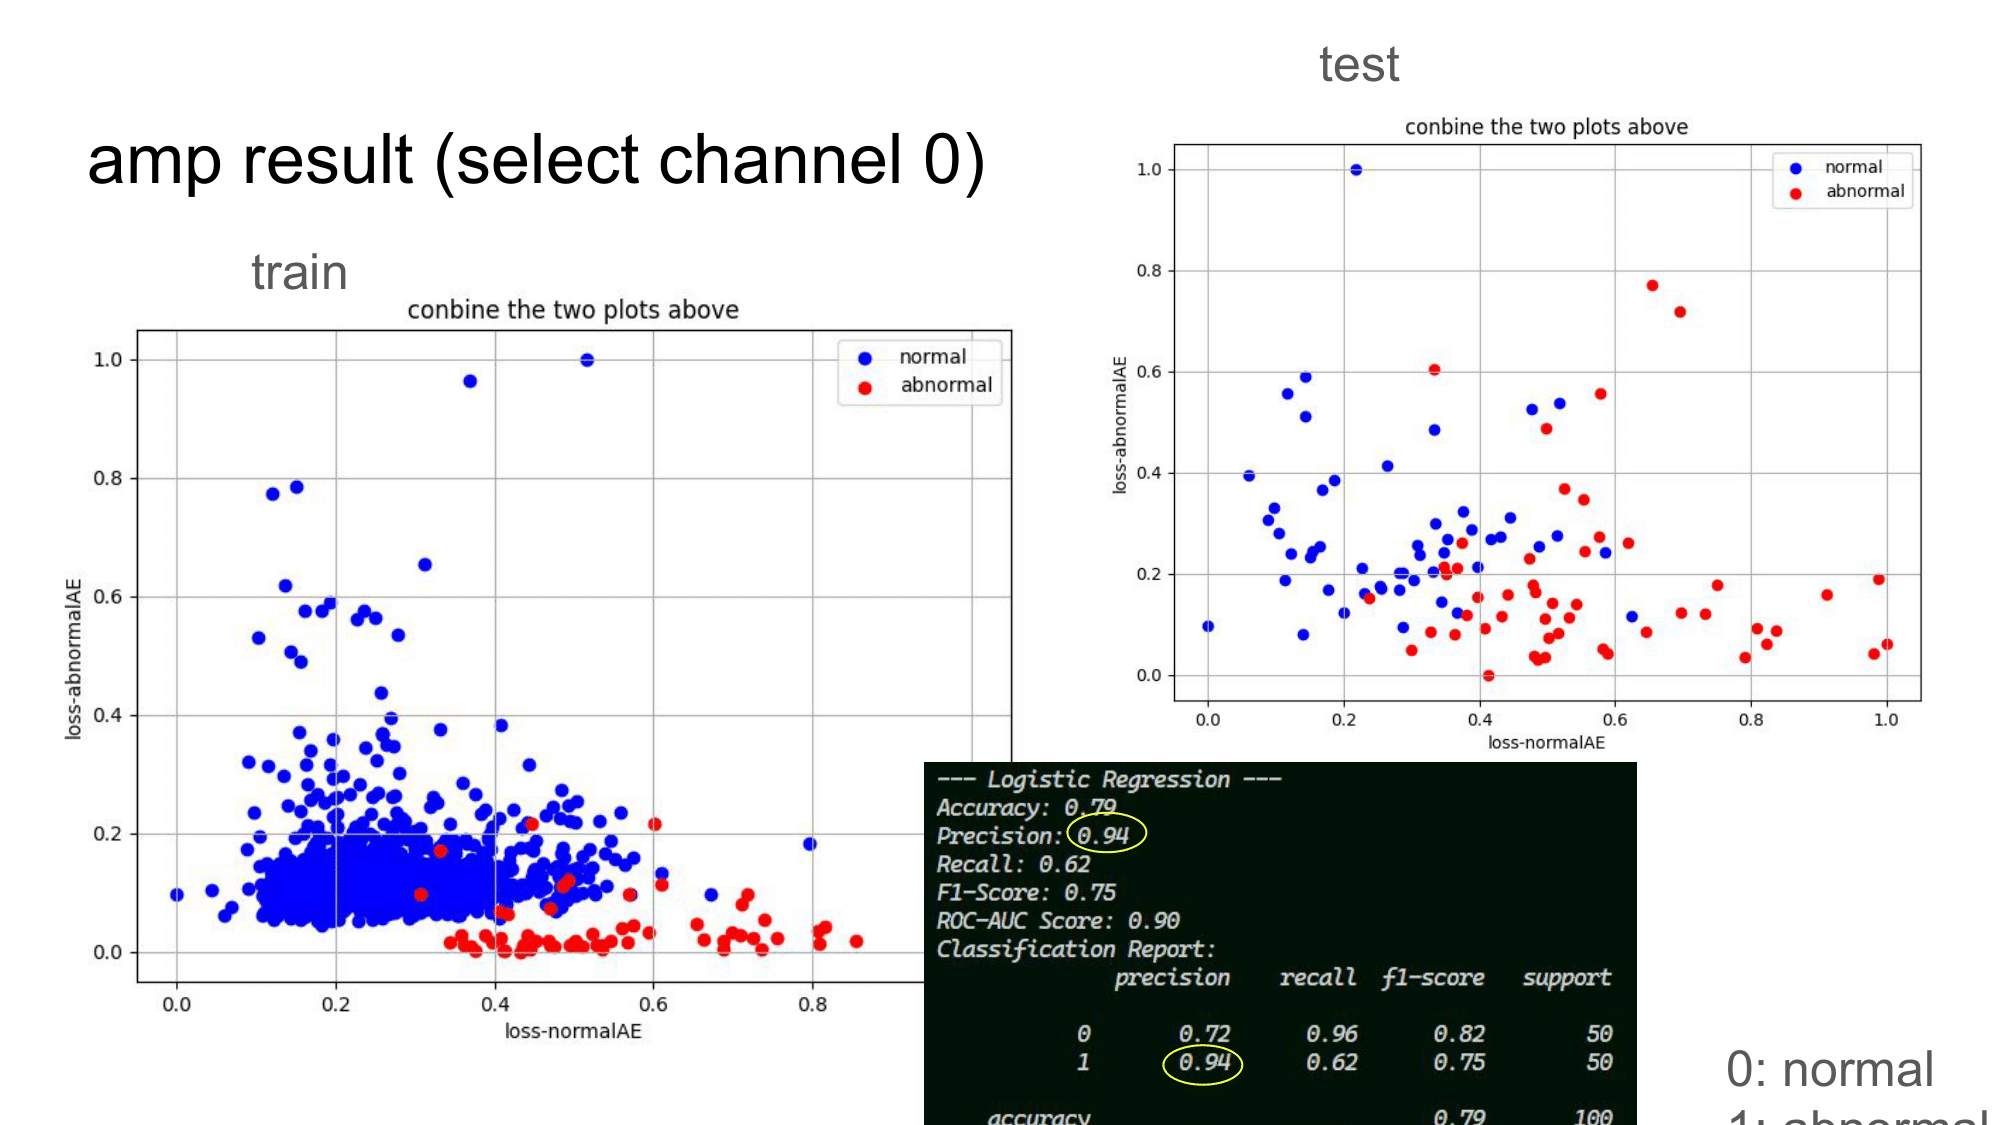 test
amp result (select channel 0)
train
conbine the two plots above
normal
abnormal
1.0
0.8
0.6
0.4
0.2
0.0
loss-abnormalAE
0.0 0.2 0.4 0.6 0.8
loss-normalAE
conbine the two plots above
normal
abnormal
1.0
0.8
0.6
0.4
0.2
0.0
loss-abnormalAE
0.0 0.2 0.4 0.6 0.8 1.0
loss-normalAE
--- Logistic Regression ---
Accuracy: 0.79
Precision: 0.94
Recall: 0.62
F1-Score: 0.75
ROC-AUC Score: 0.90
Classification Report:
precision recall f1-score support
0 0.72 0.96 0.82 50
1 0.94 0.62 0.75 50
accuracy 0.79 100
0: normal
1: abnormal